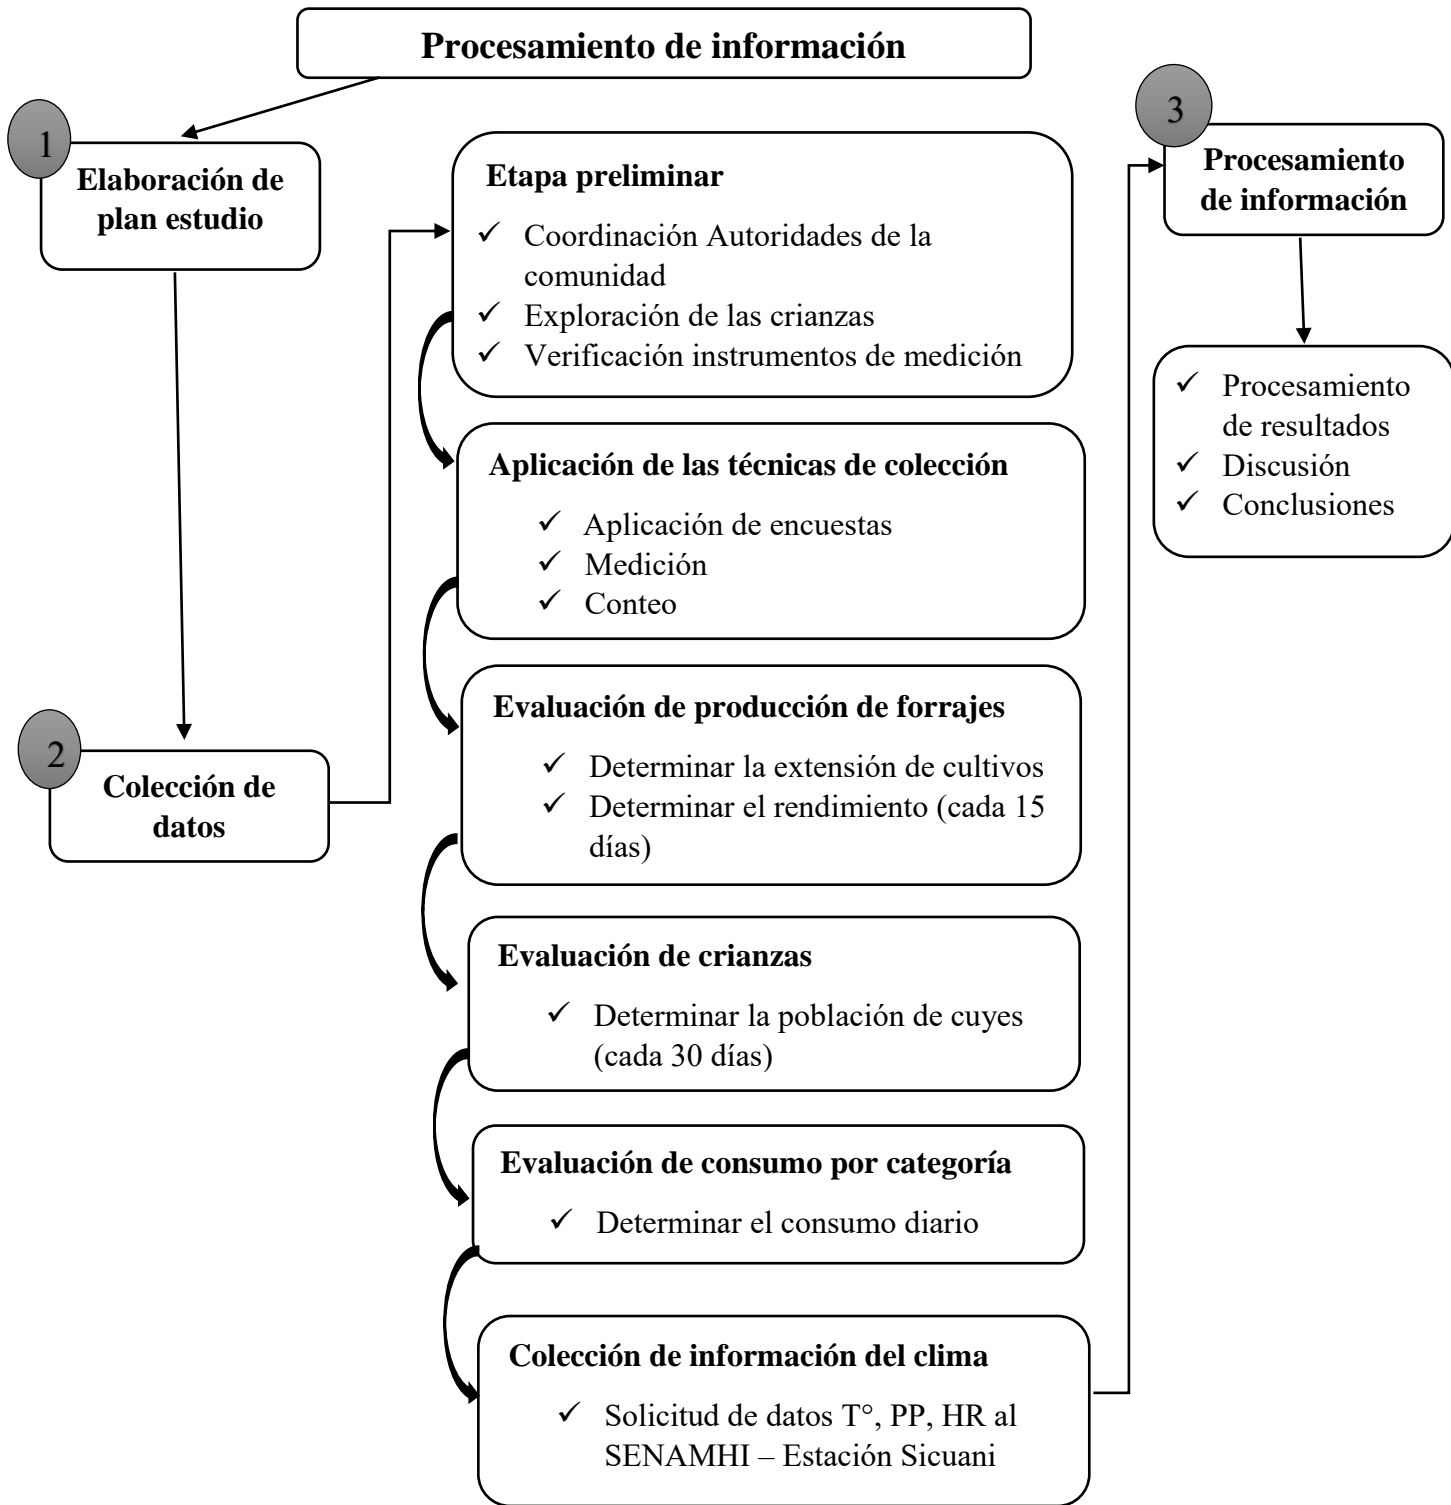 Procesamiento de información
1
Elaboración de
plan estudio
2
Colección de
datos
Etapa preliminar
✓ Coordinación Autoridades de la
comunidad
✓ Exploración de las crianzas
✓ Verificación instrumentos de medición
Aplicación de las técnicas de colección
✓ Aplicación de encuestas
✓ Medición
✓ Conteo
Evaluación de producción de forrajes
✓ Determinar la extensión de cultivos
✓ Determinar el rendimiento (cada 15
días)
Evaluación de crianzas
✓ Determinar la población de cuyes
(cada 30 días)
Evaluación de consumo por categoría
✓ Determinar el consumo diario
Colección de información del clima
✓ Solicitud de datos T°, PP, HR al
SENAMHI – Estación Sicuani
3
Procesamiento
de información
✓ Procesamiento
de resultados
✓ Discusión
✓ Conclusiones